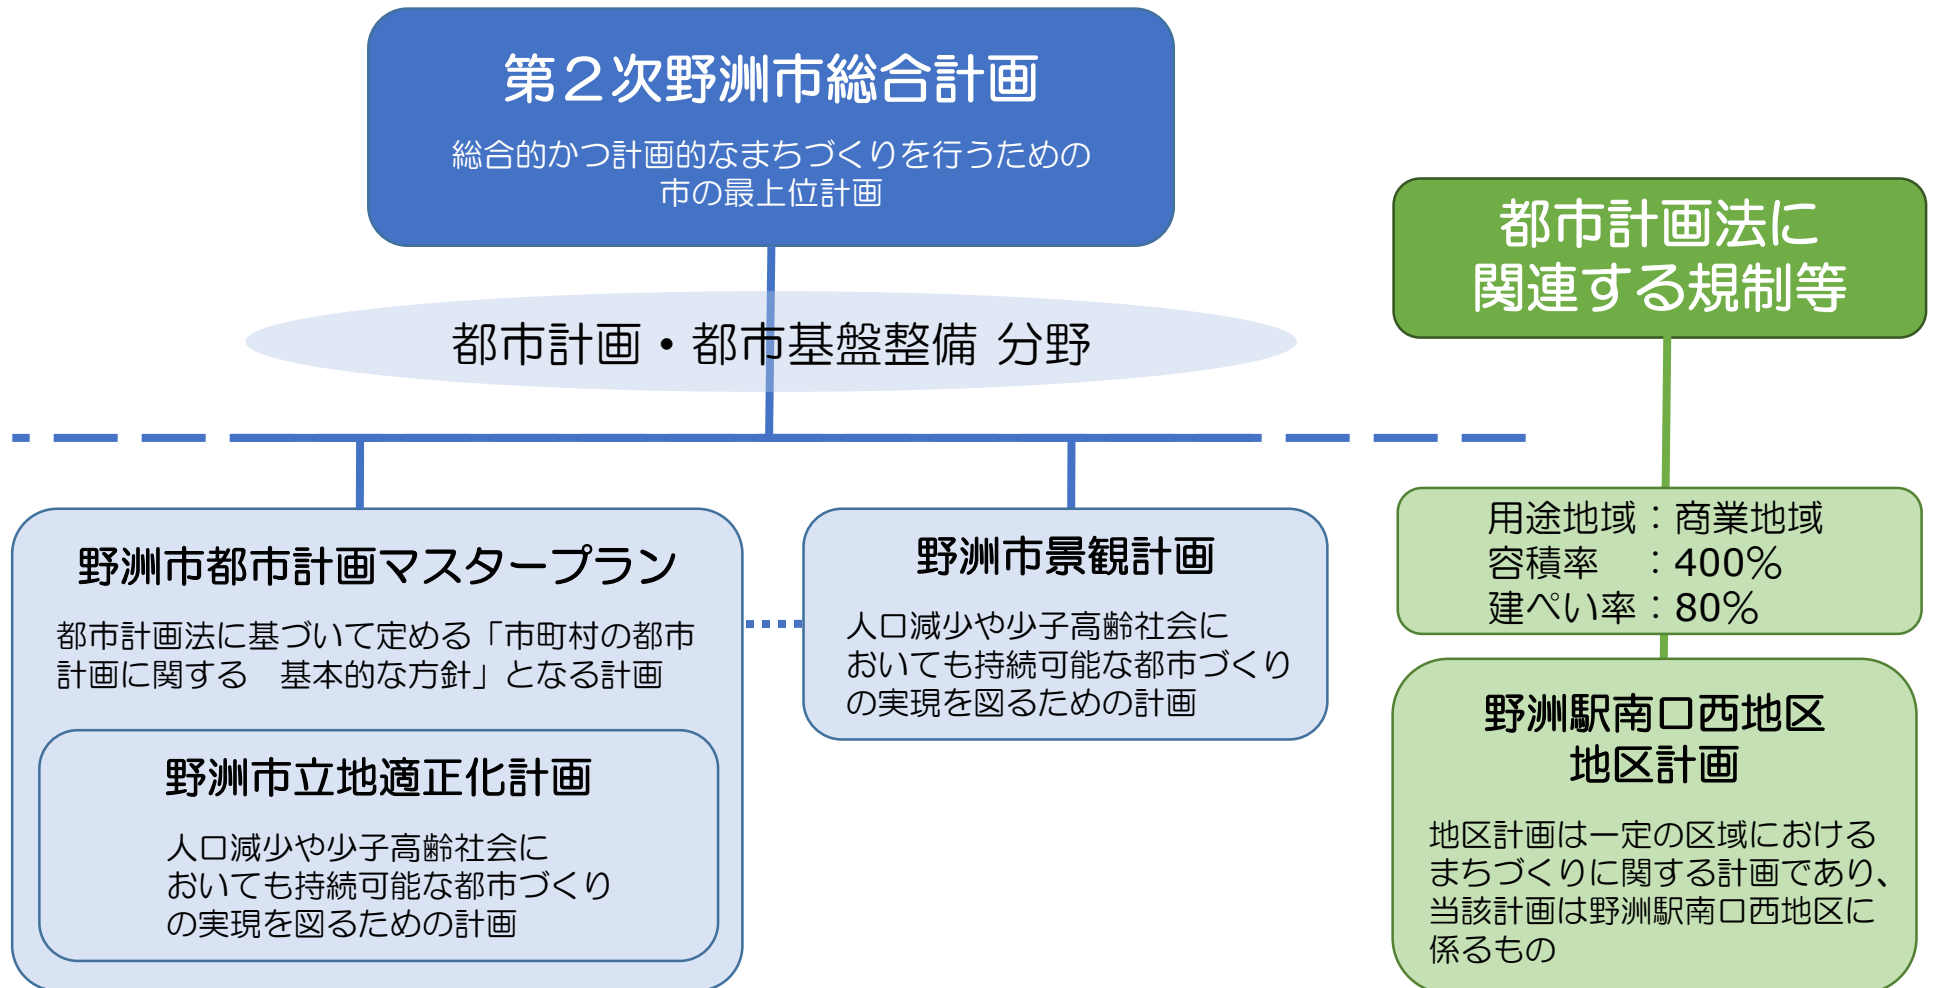 第２次野洲市総合計画
総合的かつ計画的なまちづくりを行うための
市の最上位計画
都市計画・都市基盤整備 分野
野洲市都市計画マスタープラン
都市計画法に基づいて定める「市町村の都市
計画に関する　基本的な方針」となる計画
野洲市立地適正化計画
人口減少や少子高齢社会に
おいても持続可能な都市づくり
の実現を図るための計画
野洲市景観計画
人口減少や少子高齢社会に
おいても持続可能な都市づくり
の実現を図るための計画
都市計画法に
関連する規制等
用途地域：商業地域
容積率　：400％
建ぺい率：80％
野洲駅南口西地区
地区計画
地区計画は一定の区域における
まちづくりに関する計画であり、
当該計画は野洲駅南口西地区に
係るもの